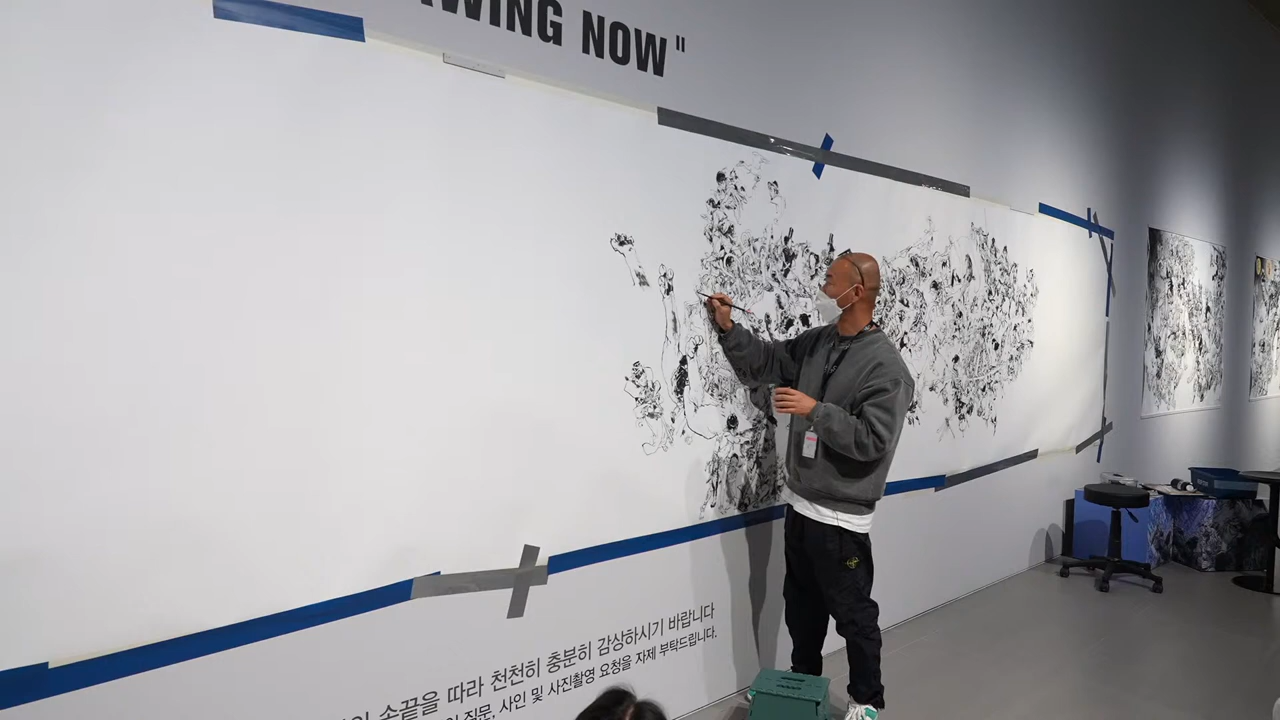 WING NOW"
손끝을 따라 천천히 충분히 감상하시기 바랍니다
질문, 사인 및 사진촬영 요청을 자제 부탁드립니다.